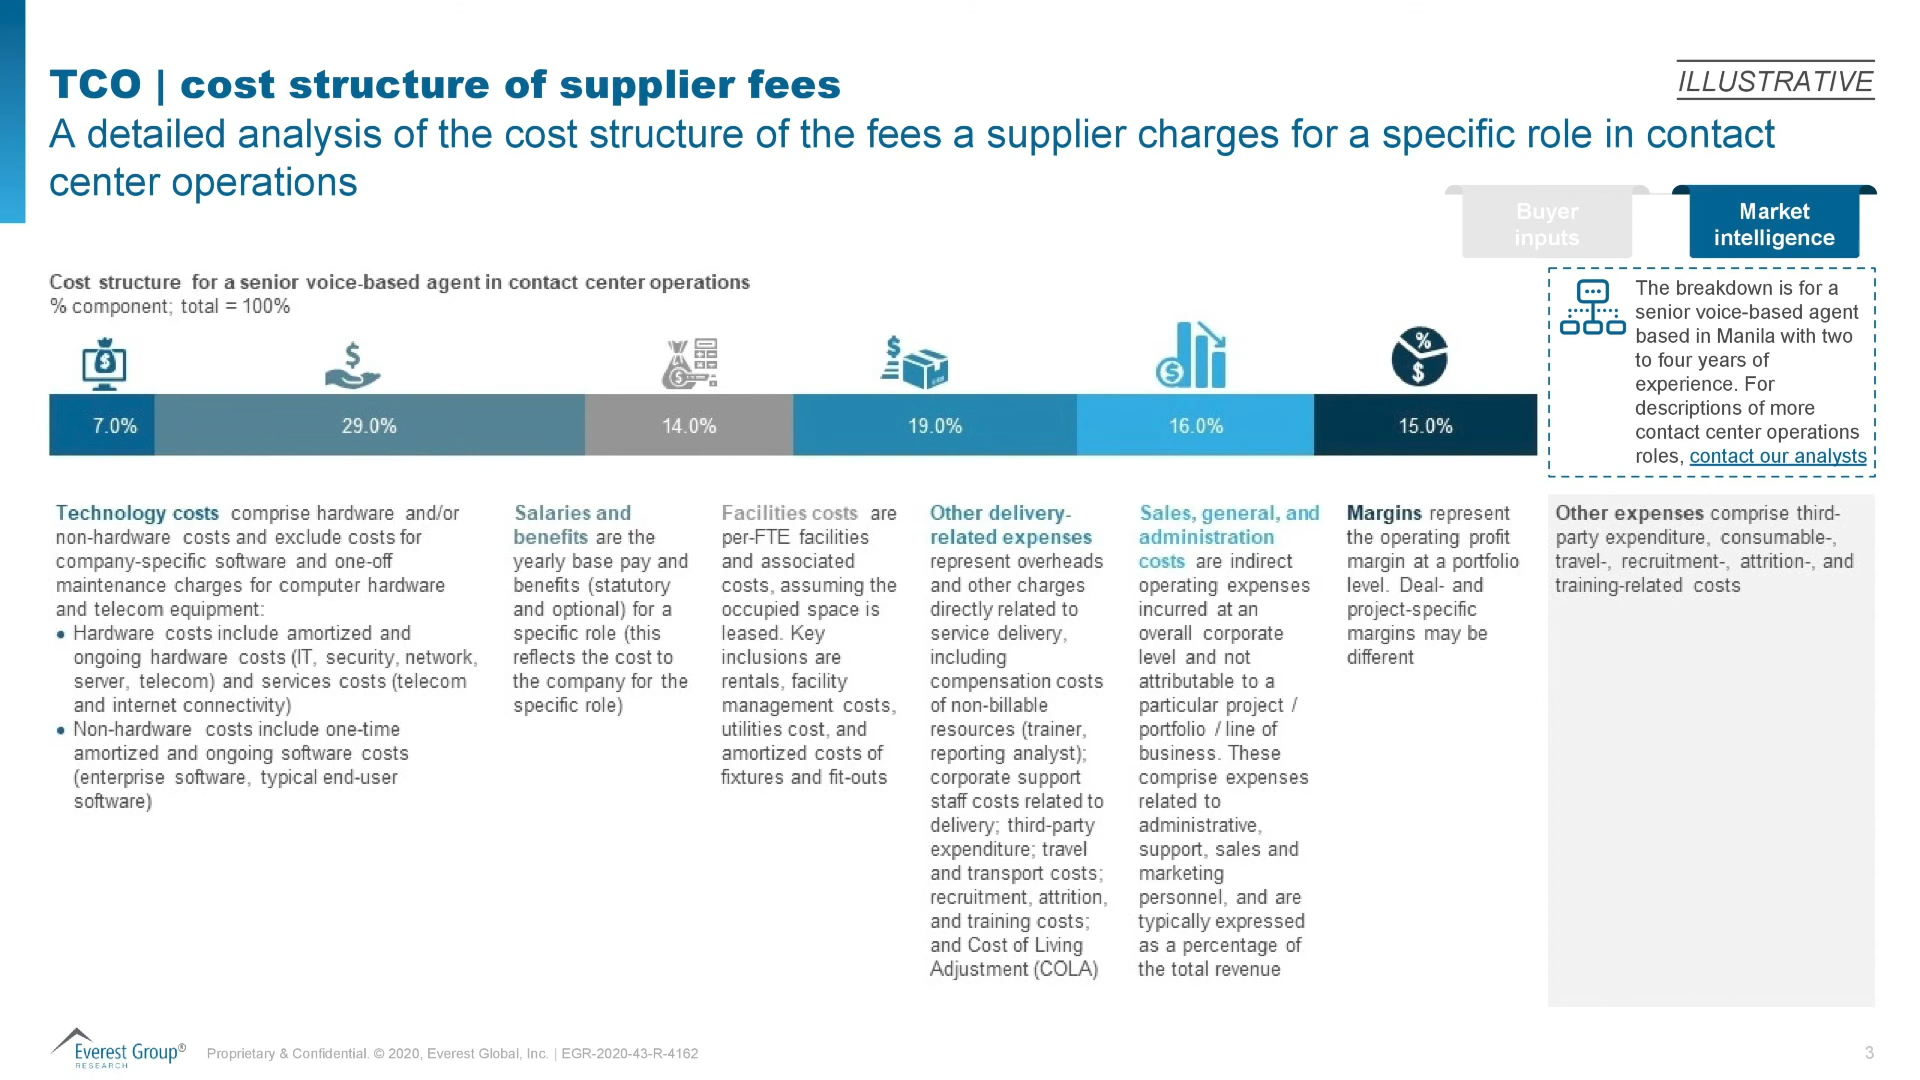 TCO | cost structure of supplier fees
ILLUSTRATIVE
A detailed analysis of the cost structure of the fees a supplier charges for a specific role in contact
center operations
Buyer
inputs
Market
intelligence
Cost structure for a senior voice-based agent in contact center operations
% component; total = 100%
The breakdown is for a
senior voice-based agent
based in Manila with two
to four years of
experience. For
descriptions of more
contact center operations
roles, contact our analysts
7.0%
29.0%
14.0%
19.0%
16.0%
15.0%
Technology costs comprise hardware and/or
non-hardware costs and exclude costs for
company-specific software and one-off
maintenance charges for computer hardware
and telecom equipment:
• Hardware costs include amortized and
ongoing hardware costs (IT, security, network,
server, telecom) and services costs (telecom
and internet connectivity)
• Non-hardware costs include one-time
amortized and ongoing software costs
(enterprise software, typical end-user
software)
Salaries and
benefits are the
yearly base pay and
benefits (statutory
and optional) for a
specific role (this
reflects the cost to
the company for the
specific role)
Facilities costs are
per-FTE facilities
and associated
costs, assuming the
occupied space is
leased. Key
inclusions are
rentals, facility
management costs,
utilities cost, and
amortized costs of
fixtures and fit-outs
Other delivery-
related expenses
represent overheads
and other charges
directly related to
service delivery,
including
compensation costs
of non-billable
resources (trainer,
reporting analyst);
corporate support
staff costs related to
delivery; third-party
expenditure; travel
and transport costs;
recruitment, attrition,
and training costs;
and Cost of Living
Adjustment (COLA)
Sales, general, and
administration
costs are indirect
operating expenses
incurred at an
overall corporate
level and not
attributable to a
particular project /
portfolio / line of
business. These
comprise expenses
related to
administrative,
support, sales and
marketing
personnel, and are
typically expressed
as a percentage of
the total revenue
Margins represent
the operating profit
margin at a portfolio
level. Deal- and
project-specific
margins may be
different
Other expenses comprise third-
party expenditure, consumable-,
travel-, recruitment-, attrition-, and
training-related costs
Everest Group®
RESEARCH
Proprietary & Confidential. © 2020, Everest Global, Inc. | EGR-2020-43-R-4162
3